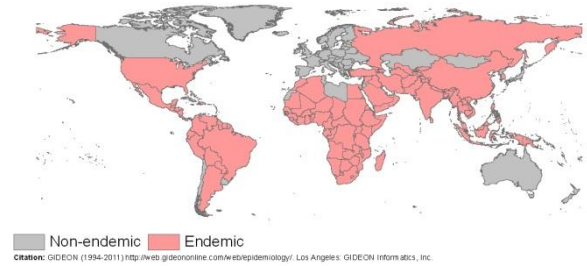 Non-endemic Endemic
Citation: GIDEON (1994-2011) http://web.gideononline.com/web/epidemiology/. Los Angeles: GIDEON Informatics, Inc.